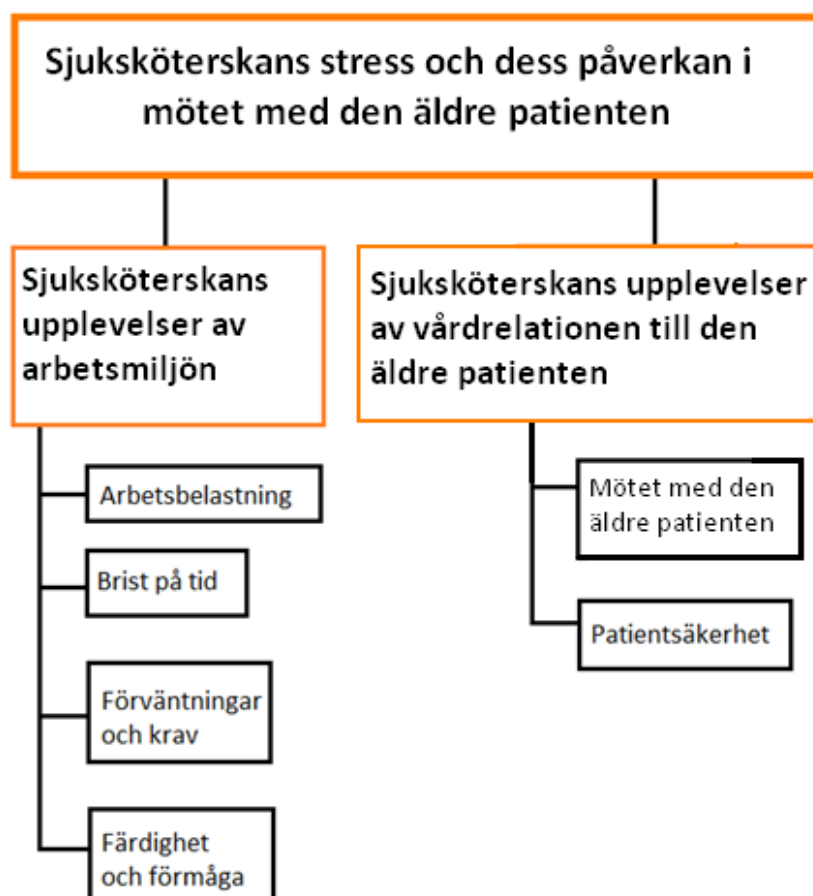 Sjuksköterskans stress och dess påverkan i
mötet med den äldre patienten
Sjuksköterskans
upplevelser av
arbetsmiljön
Arbetsbelastning
Brist på tid
Förväntningar
och krav
Färdighet
och förmåga
Sjuksköterskans upplevelser
av vårdrelationen till den
äldre patienten
Mötet med den
äldre patienten
Patientsäkerhet